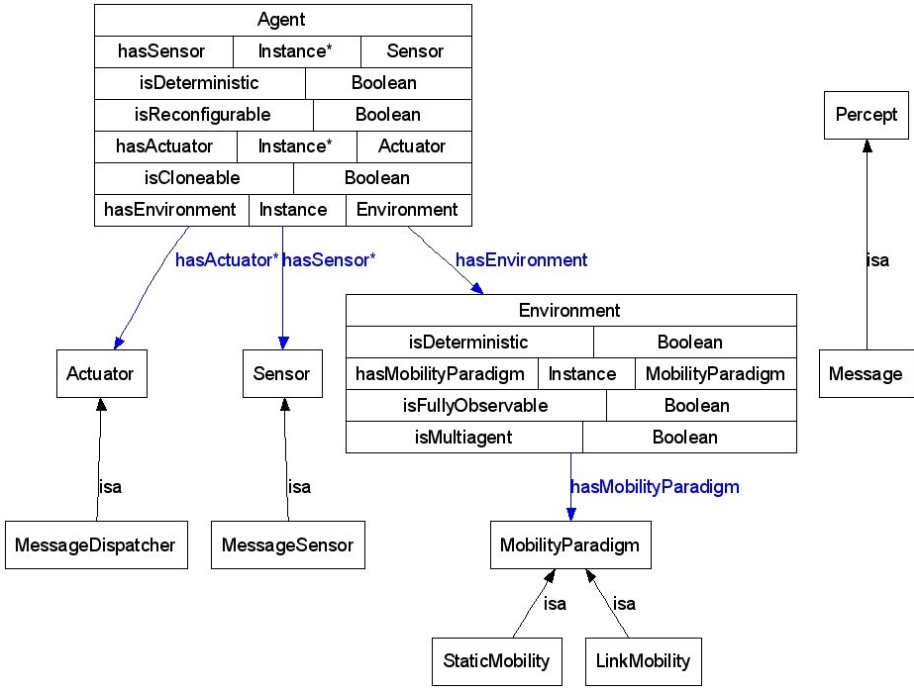 Agent
hasSensor Instance* Sensor
isDeterministic Boolean
isReconfigurable Boolean
hasActuator Instance* Actuator
isCloneable Boolean
hasEnvironment Instance Environment
Percept
hasActuator* hasSensor* hasEnvironment
isa
Environment
isDeterministic Boolean
hasMobilityParadigm Instance MobilityParadigm
isFullyObservable Boolean
isMultiagent Boolean
Actuator
Sensor
Message
isa
isa
hasMobilityParadigm
MessageDispatcher
MessageSensor
MobilityParadigm
isa
isa
StaticMobility
LinkMobility